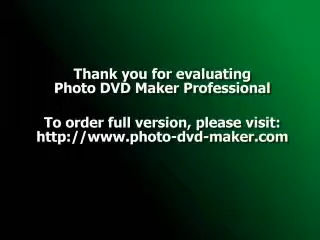 Thank you for evaluating
Photo DVD Maker Professional
To order full version, please visit:
http://www.photo-dvd-maker.com